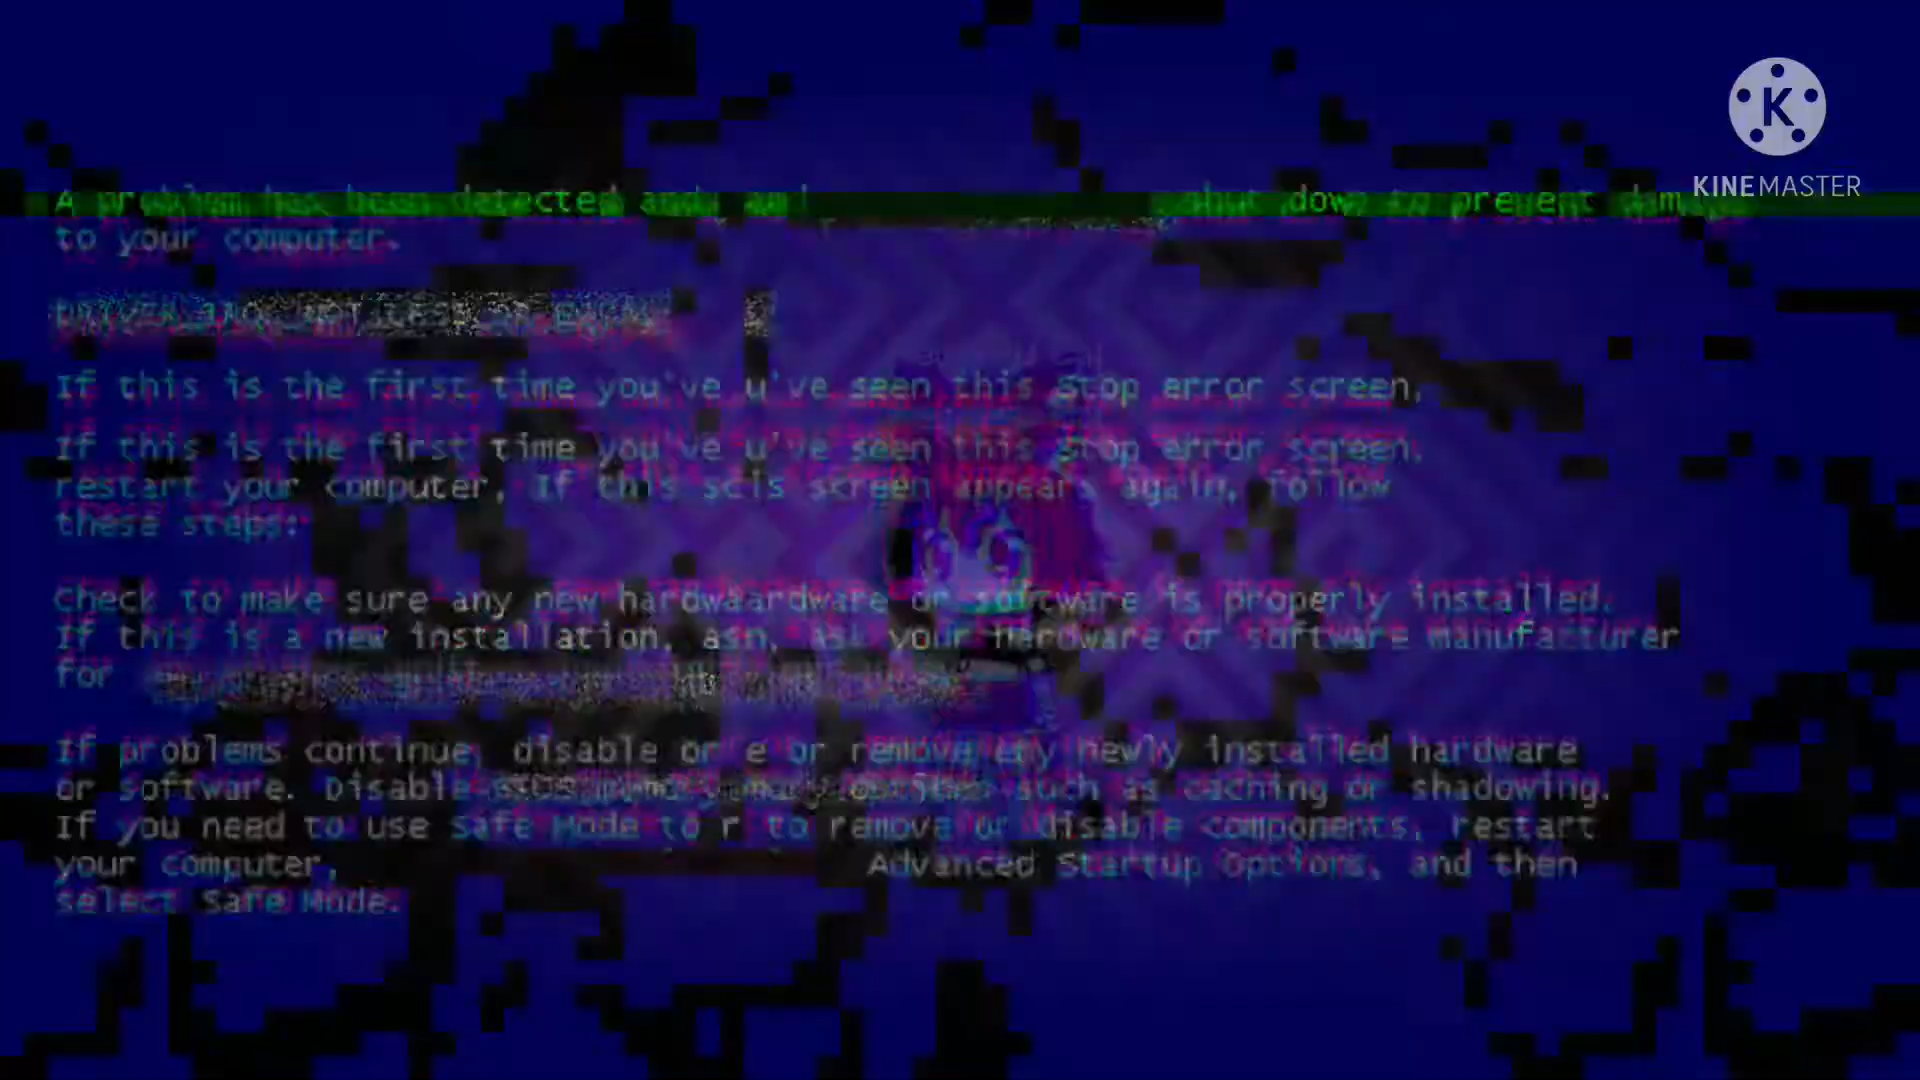 A problem has been detected and shut down to prevent
KINEMASTER
to your computer.
If this is the first time you've u've seen this Stop error screen,
If this is the first time you've u've seen this Stop error screen,
restart your computer, If this scis screen appears again, follow
these steps:
Check to make sure any new hardwaardware or software is properly installed.
If this is a new installation, asn, ask your hardware or software manufacturer
for
If problems continue, disable or e or remove any newly installed hardware
or software. Disable options such as caching or shadowing.
If you need to use Safe Mode to r to remove or disable components, restart
your computer, Advanced Startup Options, and then
select Safe Mode.